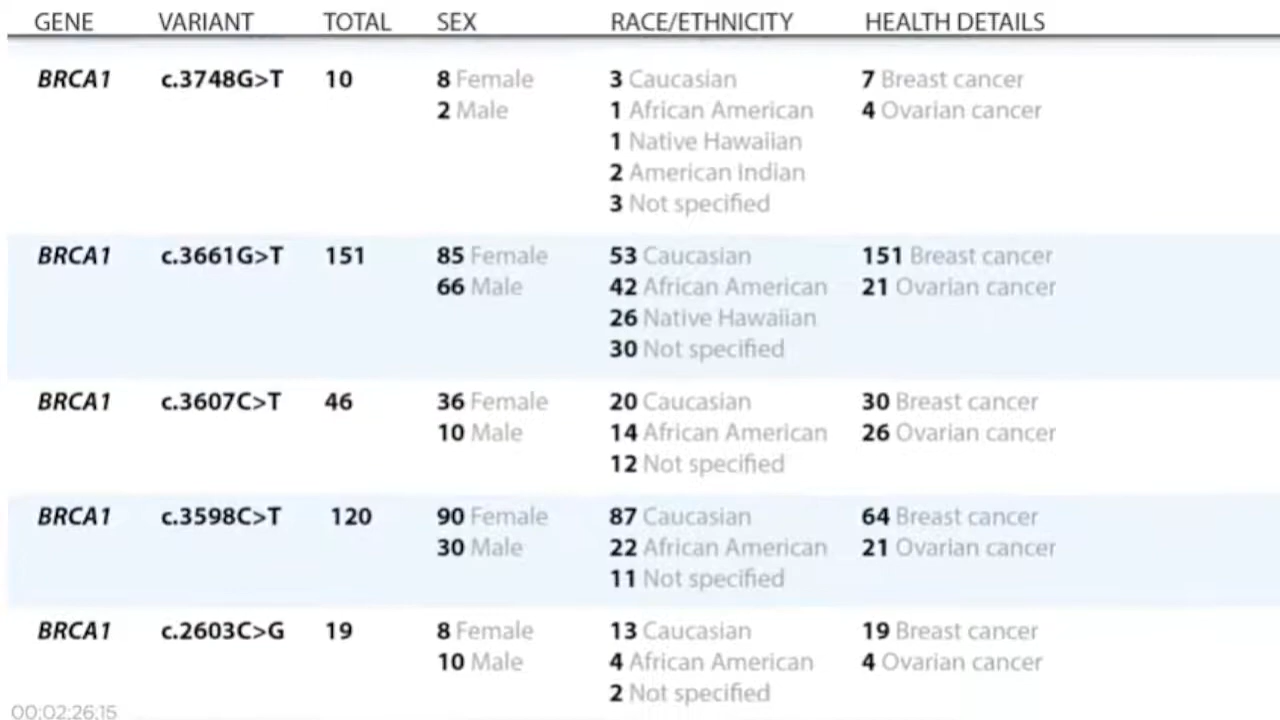 GENE VARIANT TOTAL SEX RACE/ETHNICITY HEALTH DETAILS
BRCA1 c.3748G>T 10 8 Female 3 Caucasian 7 Breast cancer
2 Male 1 African American 4 Ovarian cancer
1 Native Hawaiian
2 American Indian
3 Not specified
BRCA1 c.3661G>T 151 85 Female 53 Caucasian 151 Breast cancer
66 Male 42 African American 21 Ovarian cancer
26 Native Hawaiian
30 Not specified
BRCA1 c.3607C>T 46 36 Female 20 Caucasian 30 Breast cancer
10 Male 14 African American 26 Ovarian cancer
12 Not specified
BRCA1 c.3598C>T 120 90 Female 87 Caucasian 64 Breast cancer
30 Male 22 African American 21 Ovarian cancer
11 Not specified
BRCA1 c.2603C>G 19 8 Female 13 Caucasian 19 Breast cancer
10 Male 4 African American 4 Ovarian cancer
2 Not specified
00:02:26:15